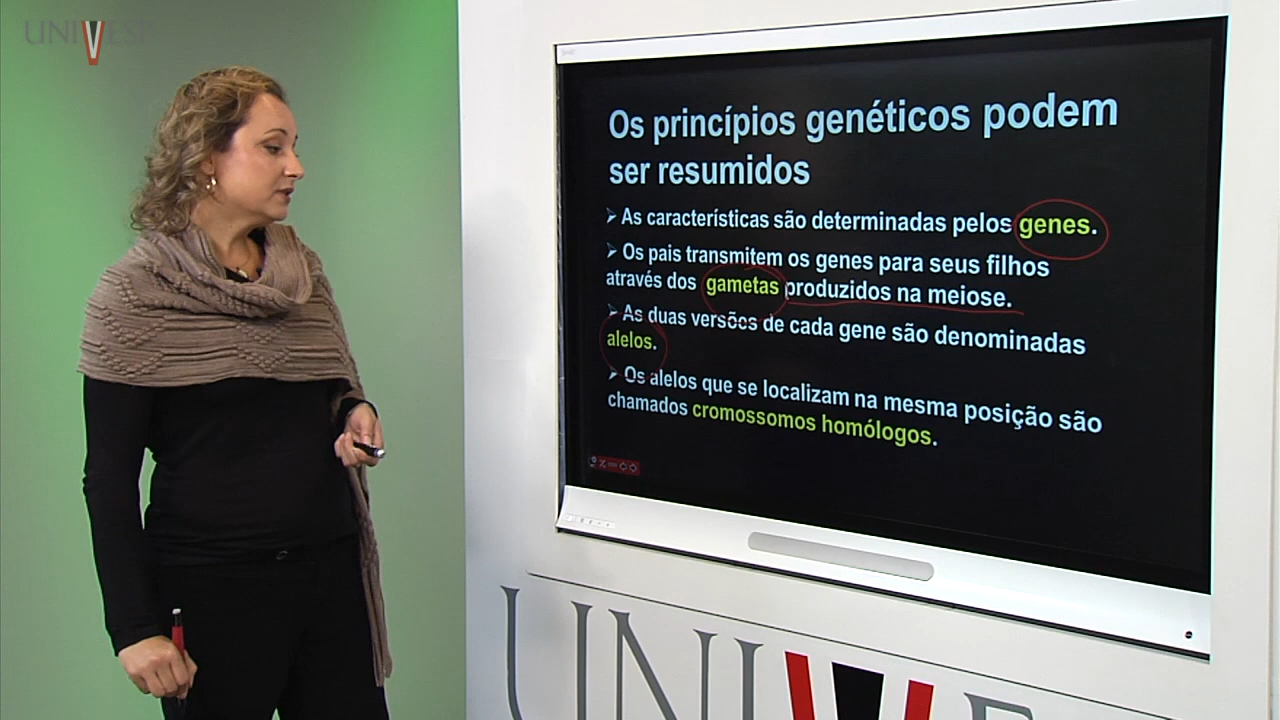 UNIVESP
Os princípios genéticos podem
ser resumidos
➢ As características são determinadas pelos genes.
➢ Os pais transmitem os genes para seus filhos
através dos gametas produzidos na meiose.
➢ As duas versões de cada gene são denominadas
alelos.
➢ Os alelos que se localizam na mesma posição são
chamados cromossomos homólogos.
UNIVE